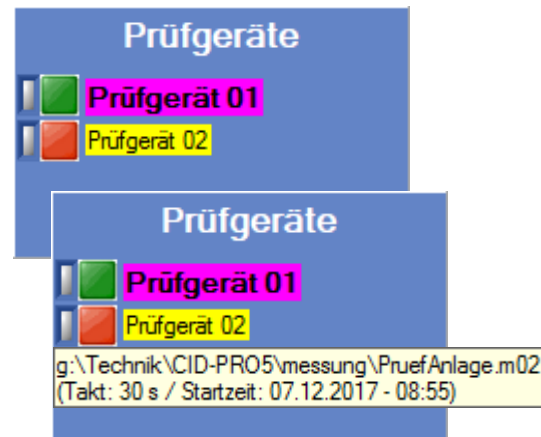 Prüfgeräte
Prüfgerät 01
Prüfgerät 02
Prüfgeräte
Prüfgerät 01
Prüfgerät 02
g:\Technik\CID-PRO5\messung\PruefAnlage.m02
(Takt: 30 s / Startzeit: 07.12.2017 - 08:55)